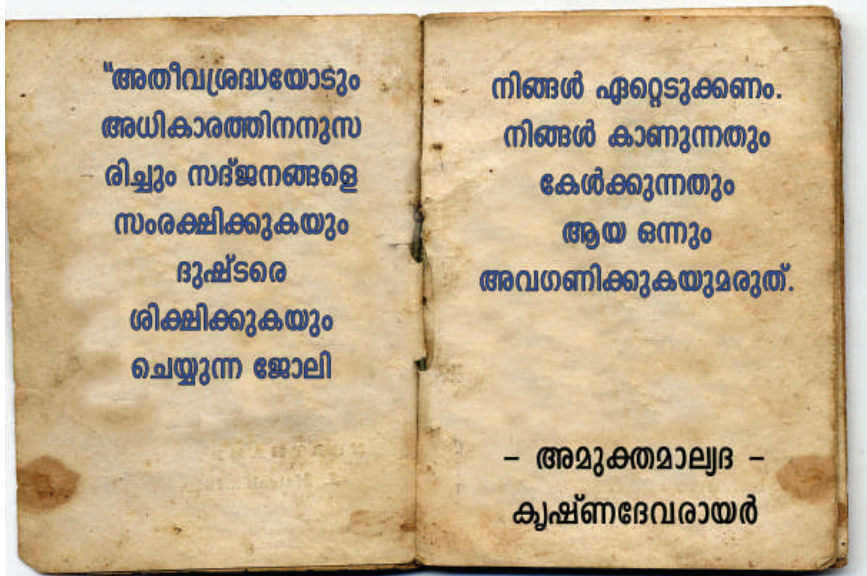 "അതീവശ്രദ്ധയോടും
അധികാരത്തിനനുസ
രിച്ചും സദ്ജനങ്ങളെ
സംരക്ഷിക്കുകയും
ദുഷ്ടരെ
ശിക്ഷിക്കുകയും
ചെയ്യുന്ന ജോലി
നിങ്ങൾ ഏറ്റെടുക്കണം.
നിങ്ങൾ കാണുന്നതും
കേൾക്കുന്നതും
ആയ ഒന്നും
അവഗണിക്കുകയുമരുത്.
– അമുക്തമാല്യദ –
കൃഷ്ണദേവരായർ